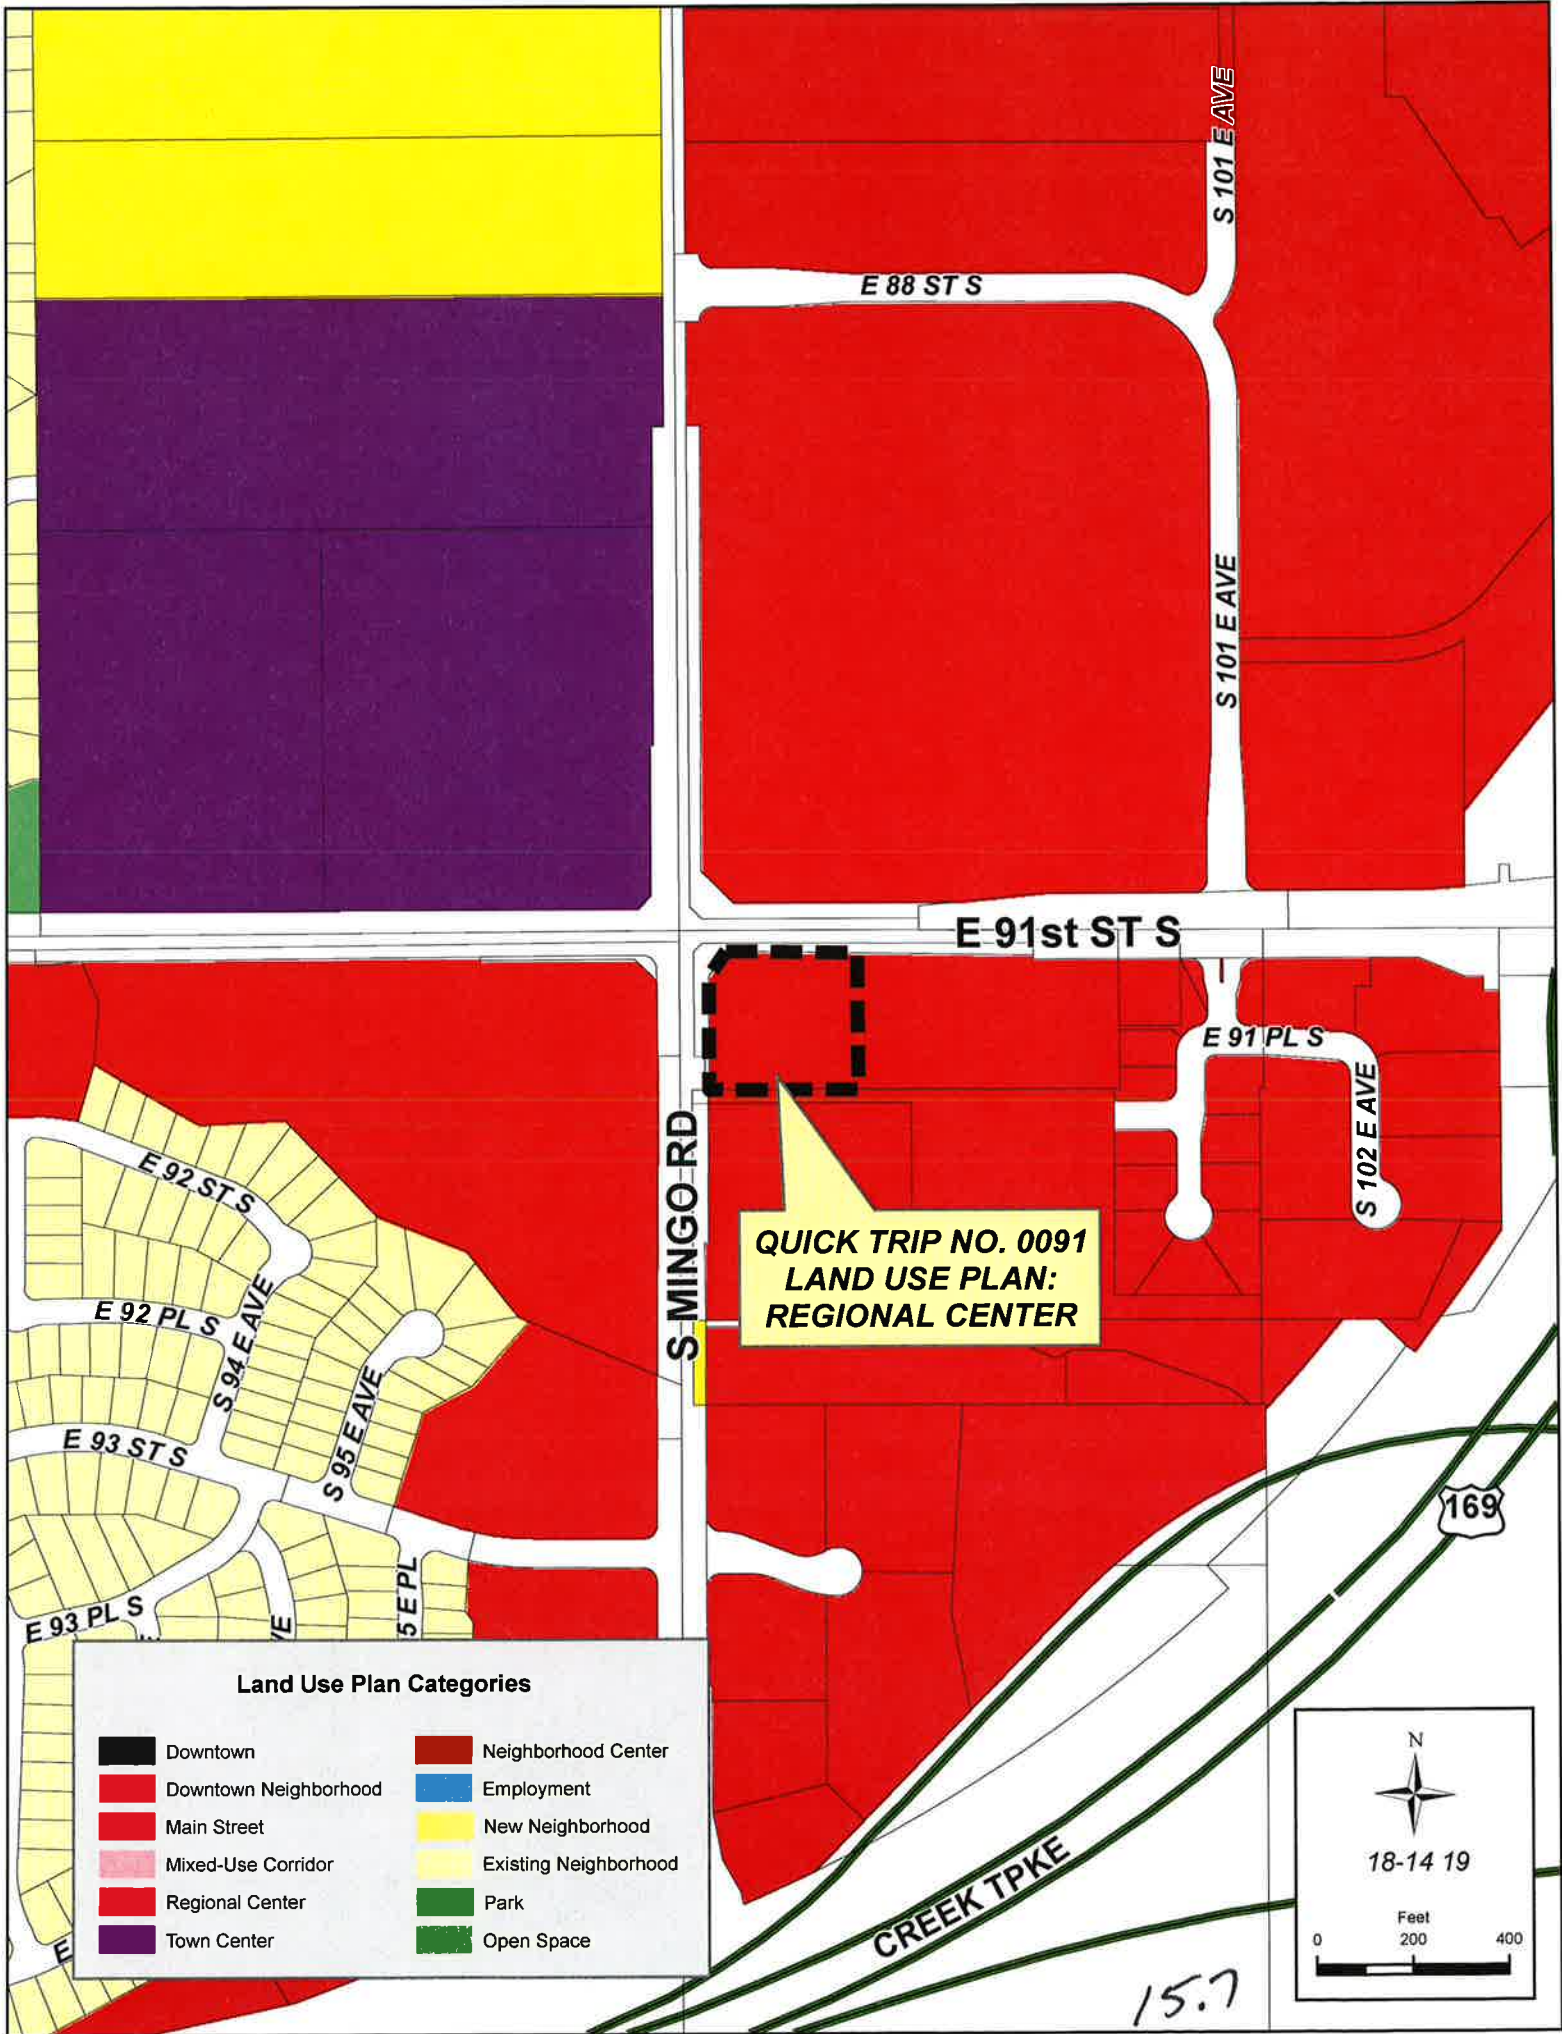 S 101 E AVE
E 88 ST S
S 101 E AVE
E 91st ST S
E 91 PL S
S 102 E AVE
S MINGO RD
QUICK TRIP NO. 0091
LAND USE PLAN:
REGIONAL CENTER
E 92 ST S
E 92 PL S
S 94 E AVE
S 95 E AVE
E 93 ST S
169
5 E PL
E 93 PL S
VE
E
Land Use Plan Categories
Downtown
Downtown Neighborhood
Main Street
Mixed-Use Corridor
Regional Center
Town Center
Neighborhood Center
Employment
New Neighborhood
Existing Neighborhood
Park
Open Space
CREEK TPKE
N
18-14 19
Feet
0 200 400
15.7